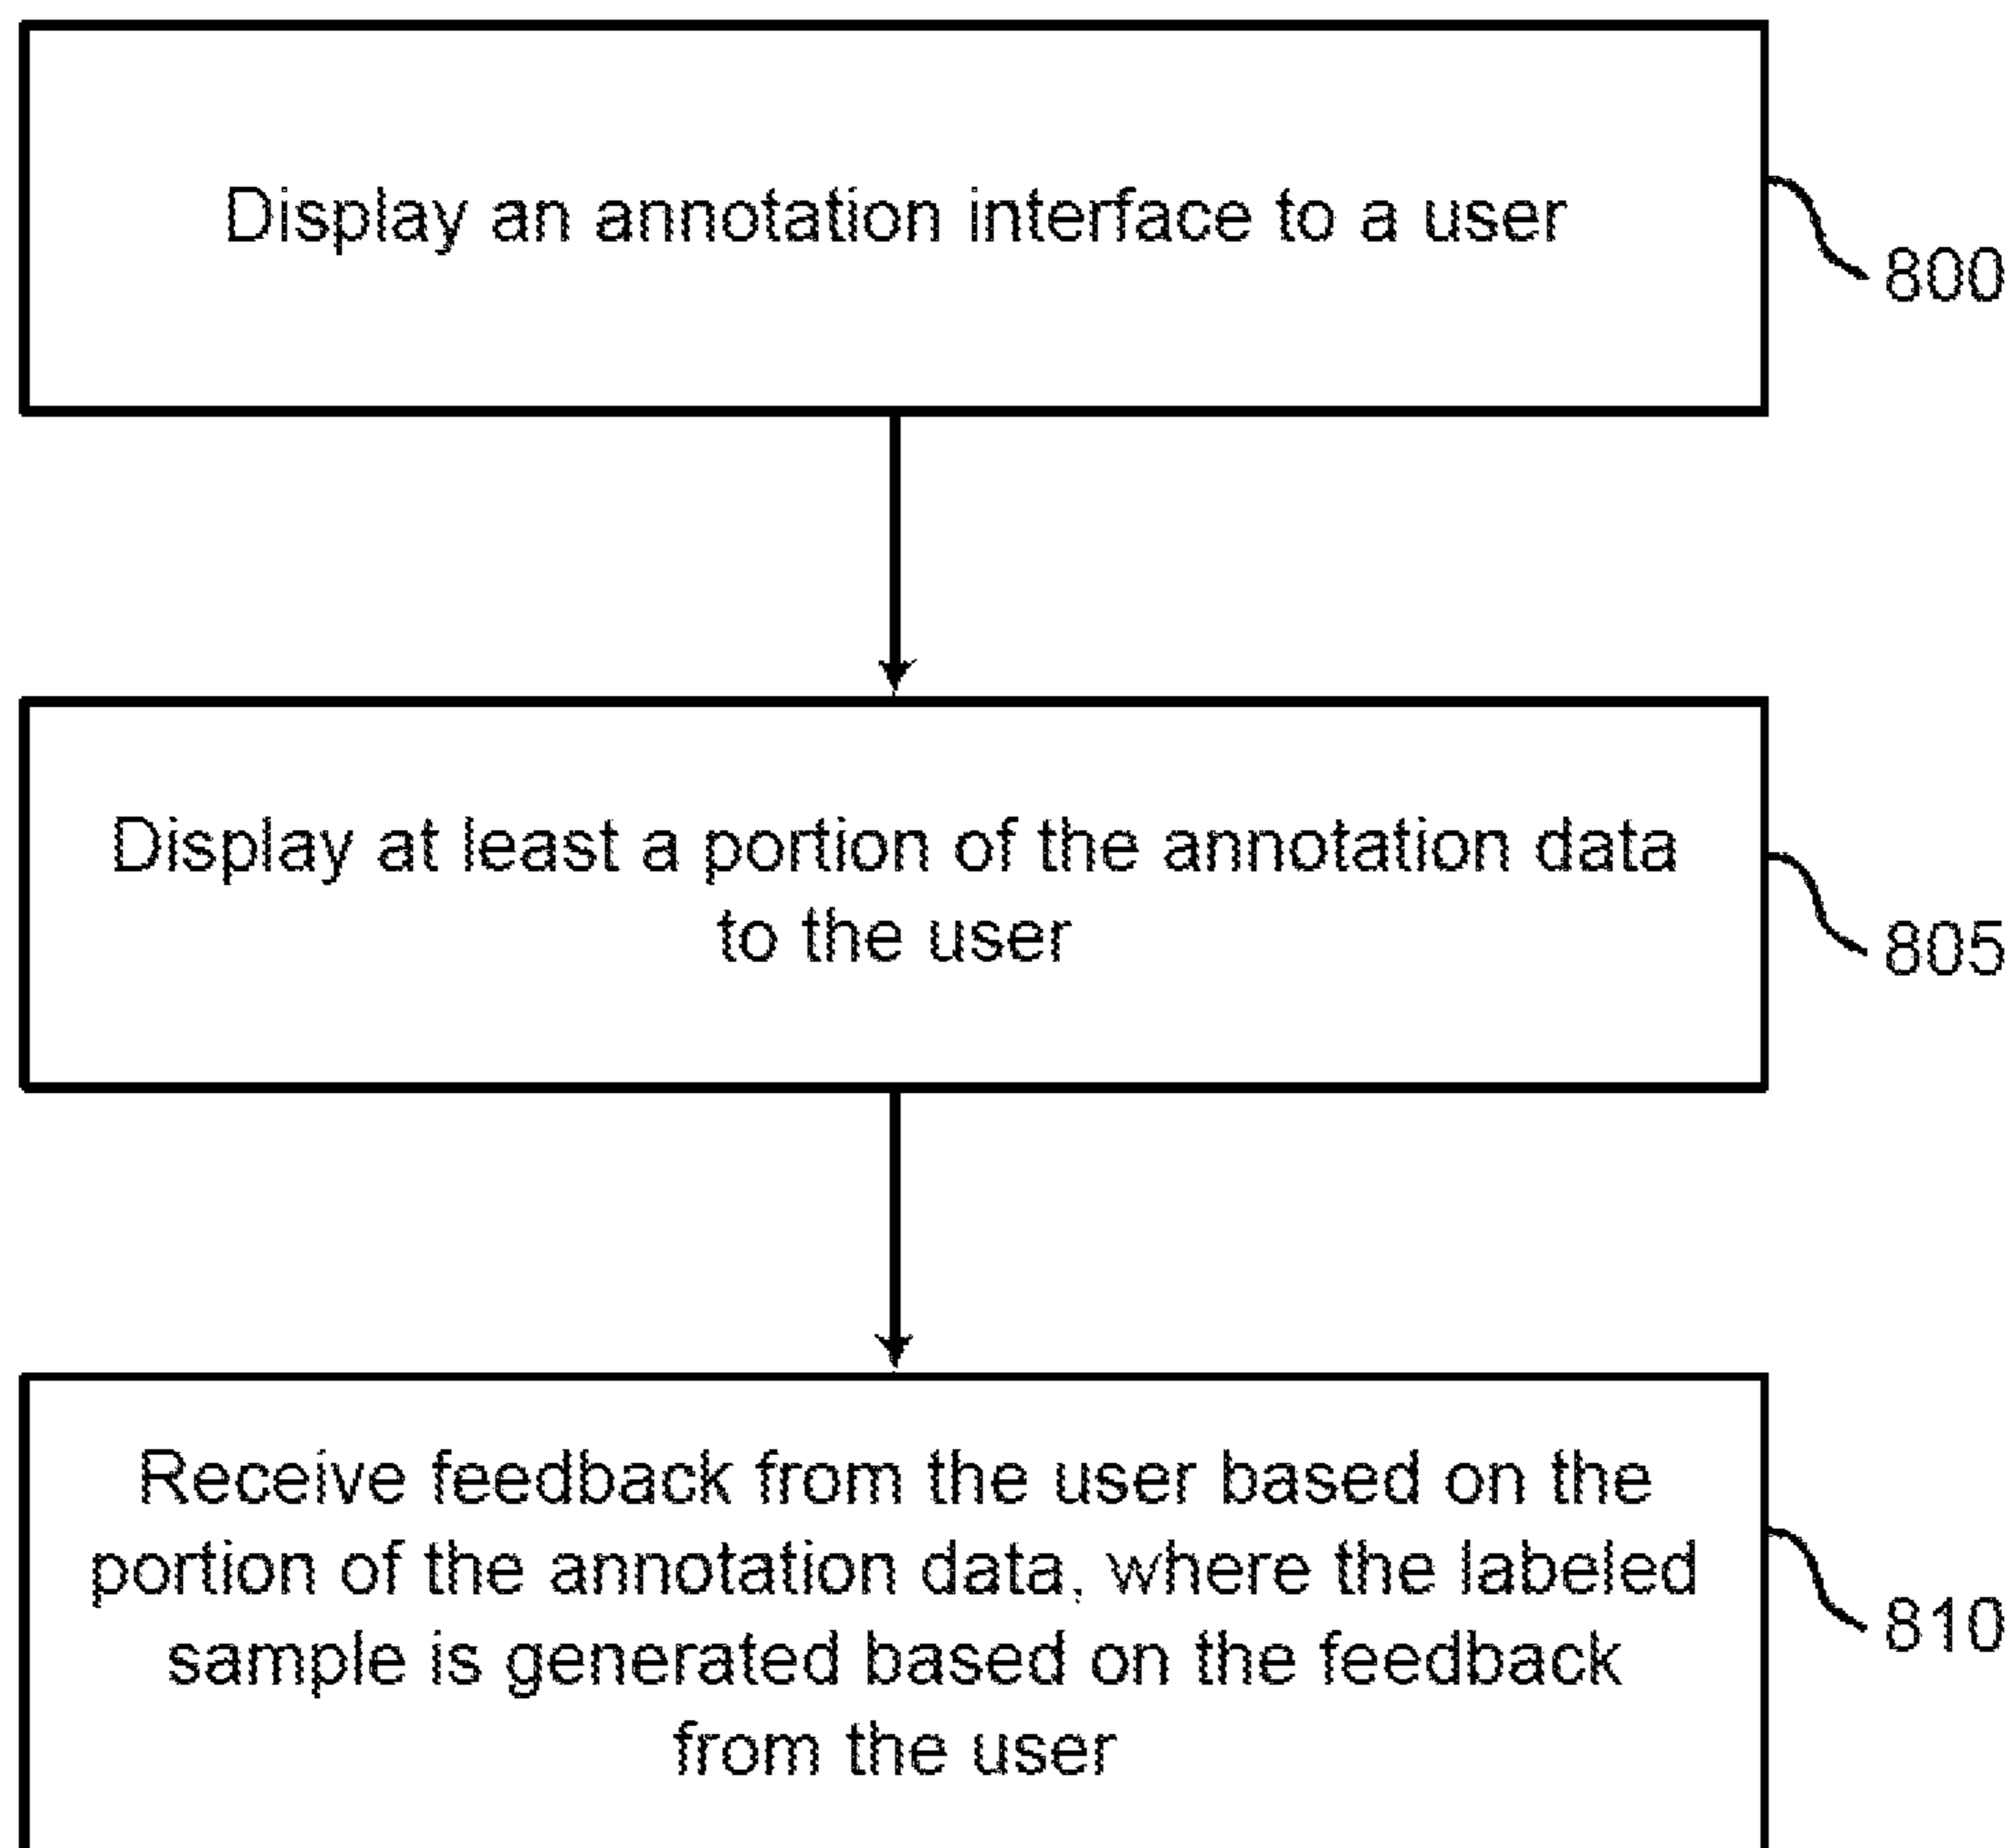 Display an annotation interface to a user
800
Display at least a portion of the annotation data
to the user
805
Receive feedback from the user based on the
portion of the annotation data, where the labeled
sample is generated based on the feedback
from the user
810